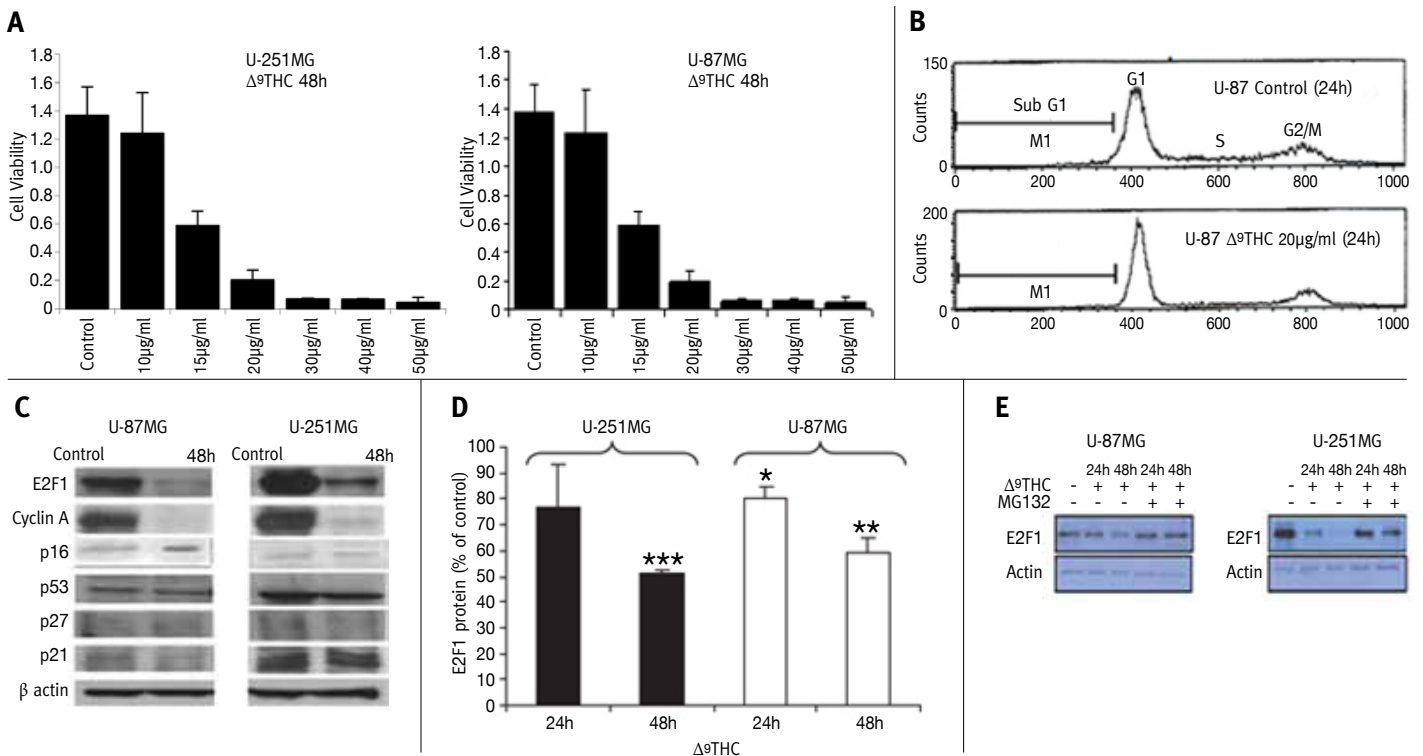 A
U-251MG
Δ⁹THC 48h
Cell Viability
1.8
1.6
1.4
1.2
1
0.8
0.6
0.4
0.2
0
Control
10µg/ml
15µg/ml
20µg/ml
30µg/ml
40µg/ml
50µg/ml
U-87MG
Δ⁹THC 48h
Cell Viability
1.8
1.6
1.4
1.2
1
0.8
0.6
0.4
0.2
0
Control
10µg/ml
15µg/ml
20µg/ml
30µg/ml
40µg/ml
50µg/ml
B
150
Counts
0
G1
U-87 Control (24h)
Sub G1
M1
S
G2/M
0 200 400 600 800 1000
200
Counts
0
U-87 Δ⁹THC 20µg/ml (24h)
M1
0 200 400 600 800 1000
C
U-87MG U-251MG
Control 48h Control 48h
E2F1
Cyclin A
p16
p53
p27
p21
β actin
D
U-251MG U-87MG
E2F1 protein (% of control)
100
90
80
70
60
50
40
30
20
10
0
*** * **
24h 48h 24h 48h
Δ⁹THC
E
U-87MG U-251MG
24h 48h 24h 48h 24h 48h 24h 48h
Δ⁹THC - + + + + - + + + +
MG132 - - - + + - - - + +
E2F1 E2F1
Actin Actin